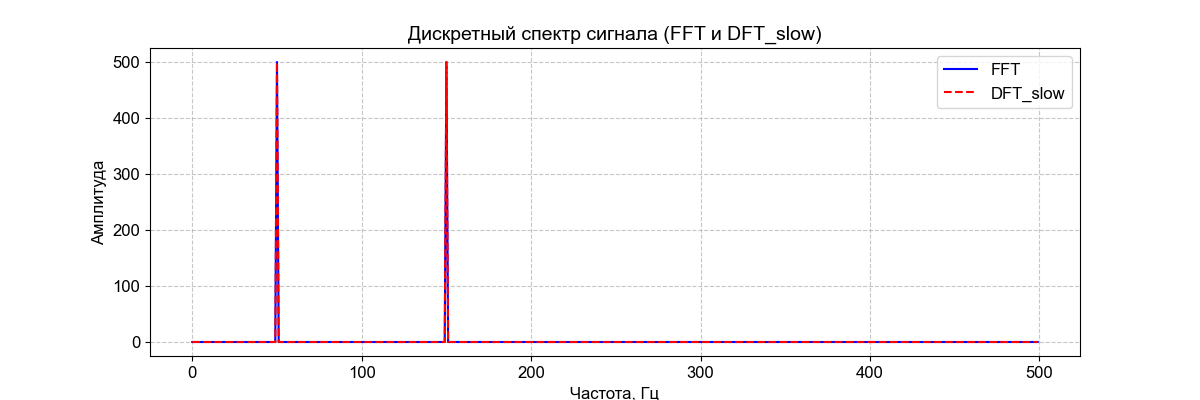 Дискретный спектр сигнала (FFT и DFT_slow)
FFT
DFT_slow
Амплитуда
500
400
300
200
100
0
0 100 200 300 400 500
Частота, Гц